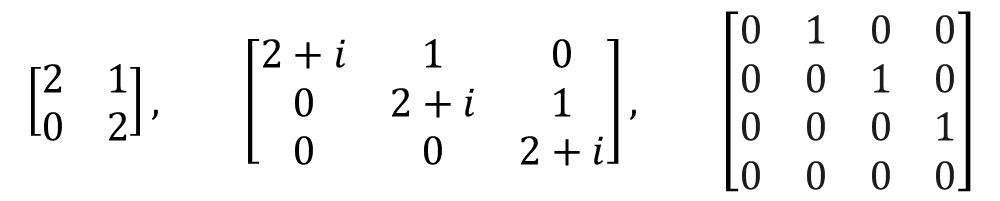 [2 1
0 2],
[2 + i 1 0
0 2 + i 1
0 0 2 + i],
[0 1 0 0
0 0 1 0
0 0 0 1
0 0 0 0]